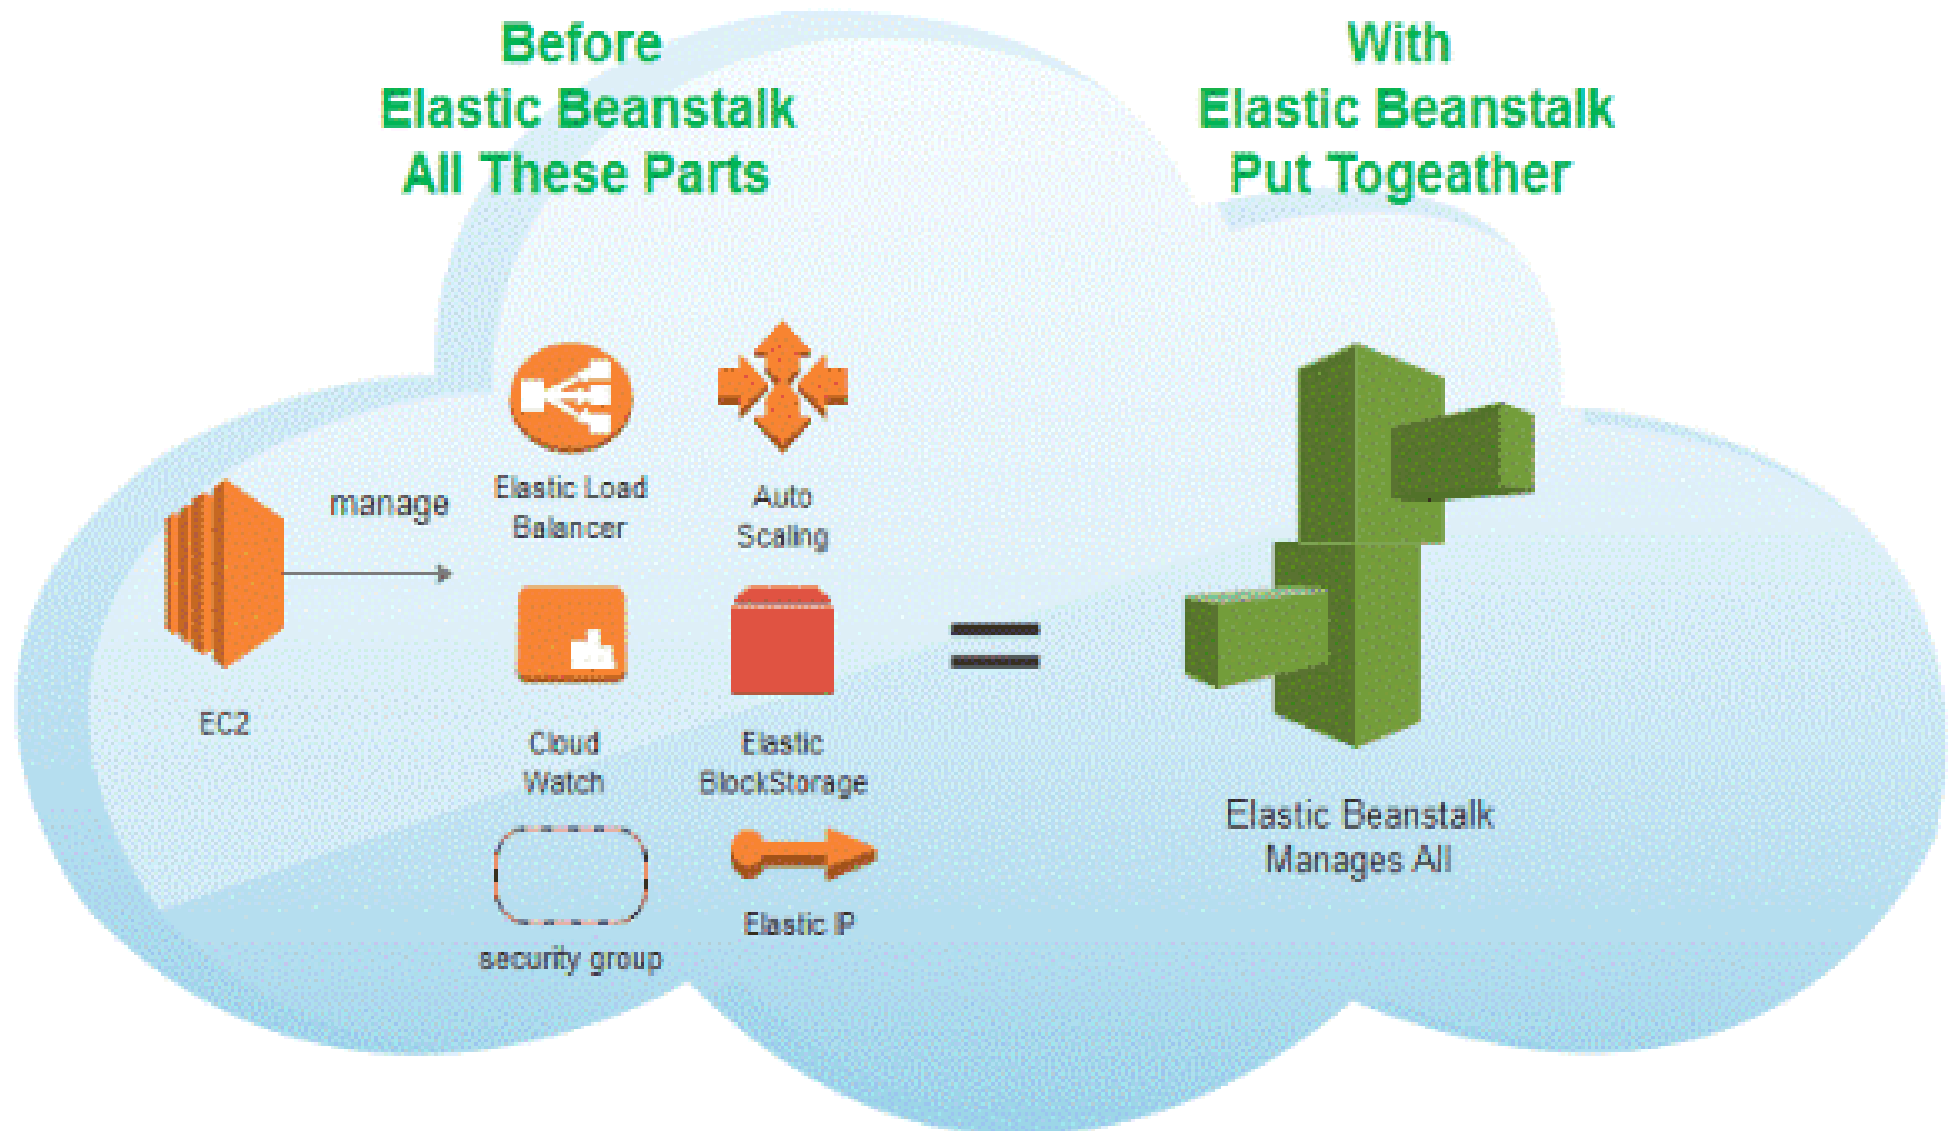 Before
Elastic Beanstalk
All These Parts
With
Elastic Beanstalk
Put Togeather
manage
EC2
Elastic Load
Balancer
Auto
Scaling
Cloud
Watch
Elastic
BlockStorage
security group
Elastic IP
Elastic Beanstalk
Manages All